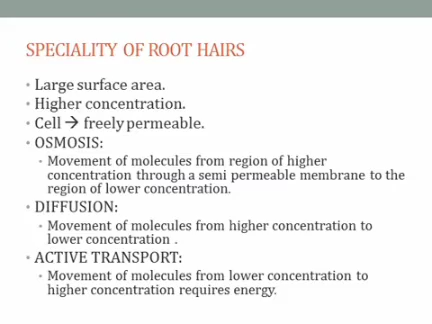 SPECIALITY OF ROOT HAIRS
• Large surface area.
• Higher concentration.
• Cell → freely permeable.
• OSMOSIS:
• Movement of molecules from region of higher
concentration through a semi permeable membrane to the
region of lower concentration.
• DIFFUSION:
• Movement of molecules from higher concentration to
lower concentration .
• ACTIVE TRANSPORT:
• Movement of molecules from lower concentration to
higher concentration requires energy.